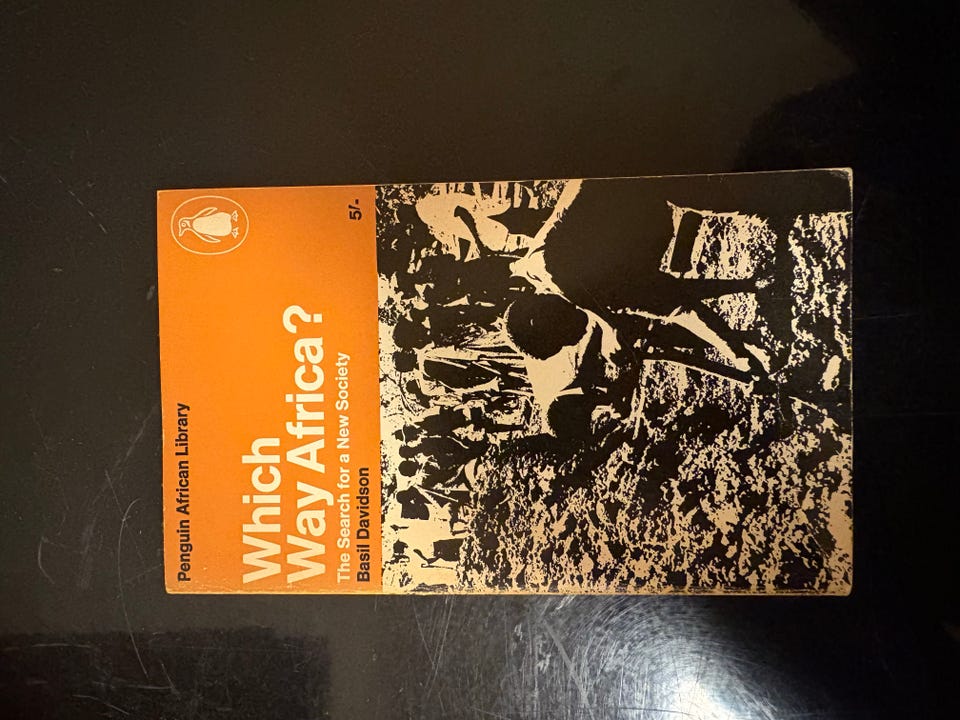 Penguin African Library
Which
Way Africa?
The Search for a New Society
5/-
Basil Davidson